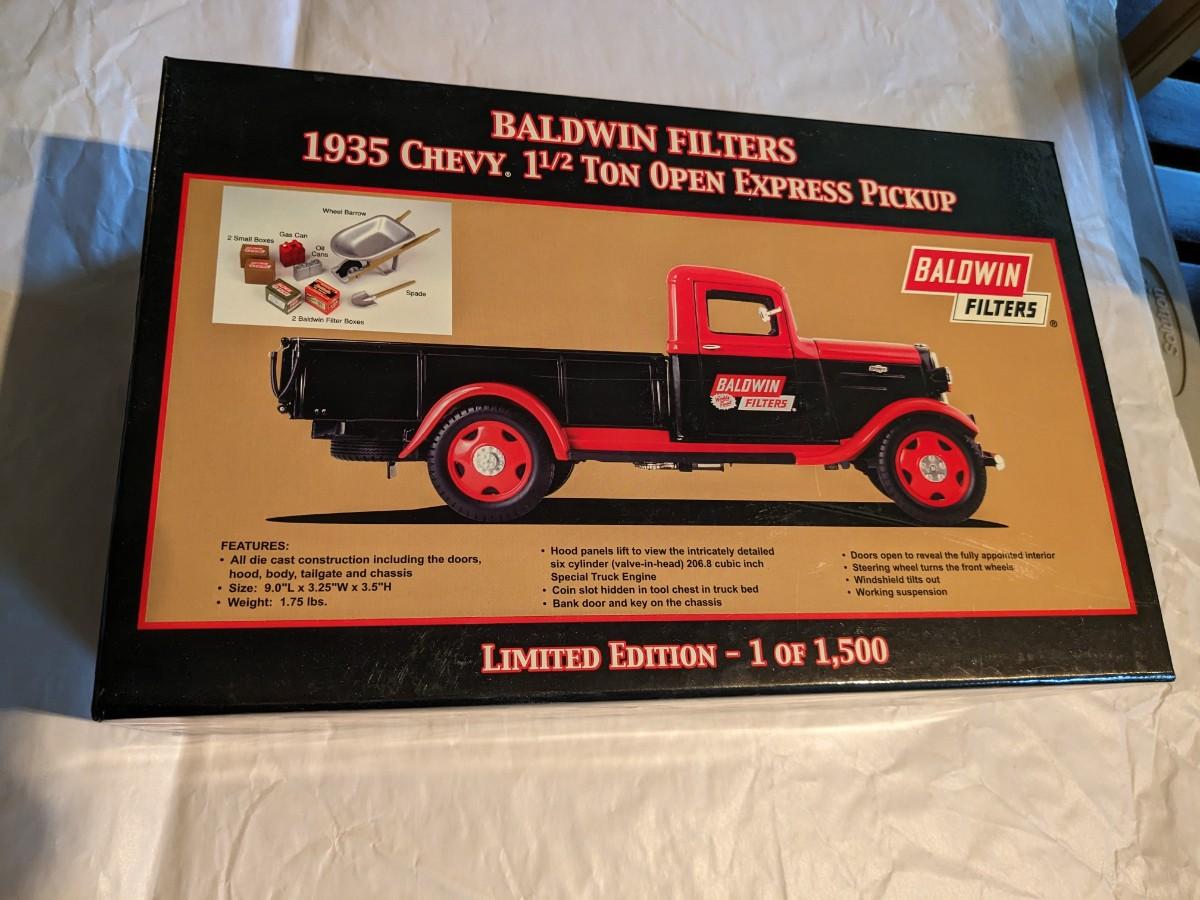 BALDWIN FILTERS
1935 CHEVY® 1 1/2 TON OPEN EXPRESS PICKUP
Wheel Barrow
2 Small Boxes
Gas Can
Oil
Cans
Spade
2 Baldwin Filter Boxes
BALDWIN
FILTERS®
BALDWIN
FILTERS
FEATURES:
• All die cast construction including the doors,
hood, body, tailgate and chassis
• Size: 9.0"L x 3.25"W x 3.5"H
• Weight: 1.75 lbs.
• Hood panels lift to view the intricately detailed
six cylinder (valve-in-head) 206.8 cubic inch
Special Truck Engine
• Coin slot hidden in tool chest in truck bed
• Bank door and key on the chassis
• Doors open to reveal the fully appointed interior
• Steering wheel turns the front wheels
• Windshield tilts out
• Working suspension
LIMITED EDITION - 1 OF 1,500